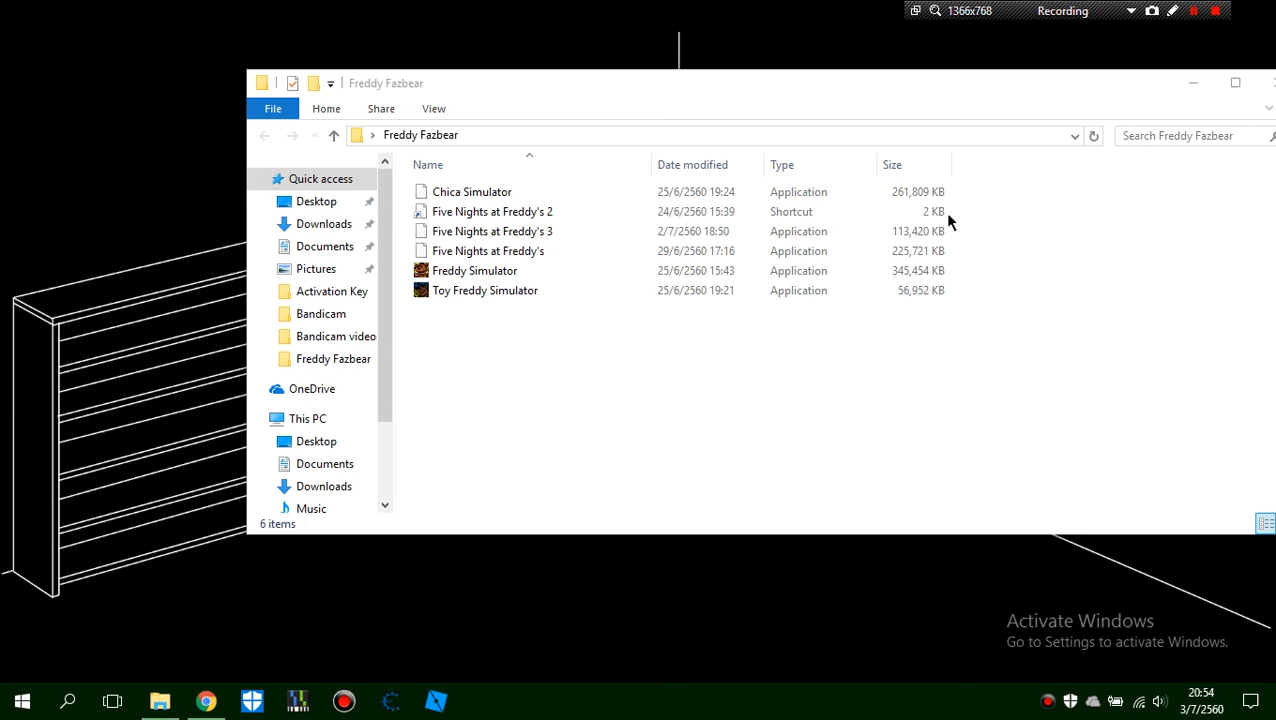 1366x768 Recording
Freddy Fazbear
File Home Share View
Freddy Fazbear Search Freddy Fazbear
Name Date modified Type Size
Quick access
Desktop
Downloads
Documents
Pictures
Activation Key
Bandicam
Bandicam video
Freddy Fazbear
OneDrive
This PC
Desktop
Documents
Downloads
Music
Chica Simulator 25/6/2560 19:24 Application 261,809 KB
Five Nights at Freddy's 2 24/6/2560 15:39 Shortcut 2 KB
Five Nights at Freddy's 3 2/7/2560 18:50 Application 113,420 KB
Five Nights at Freddy's 29/6/2560 17:16 Application 225,721 KB
Freddy Simulator 25/6/2560 15:43 Application 345,454 KB
Toy Freddy Simulator 25/6/2560 19:21 Application 56,952 KB
6 items
Activate Windows
Go to Settings to activate Windows.
20:54
3/7/2560